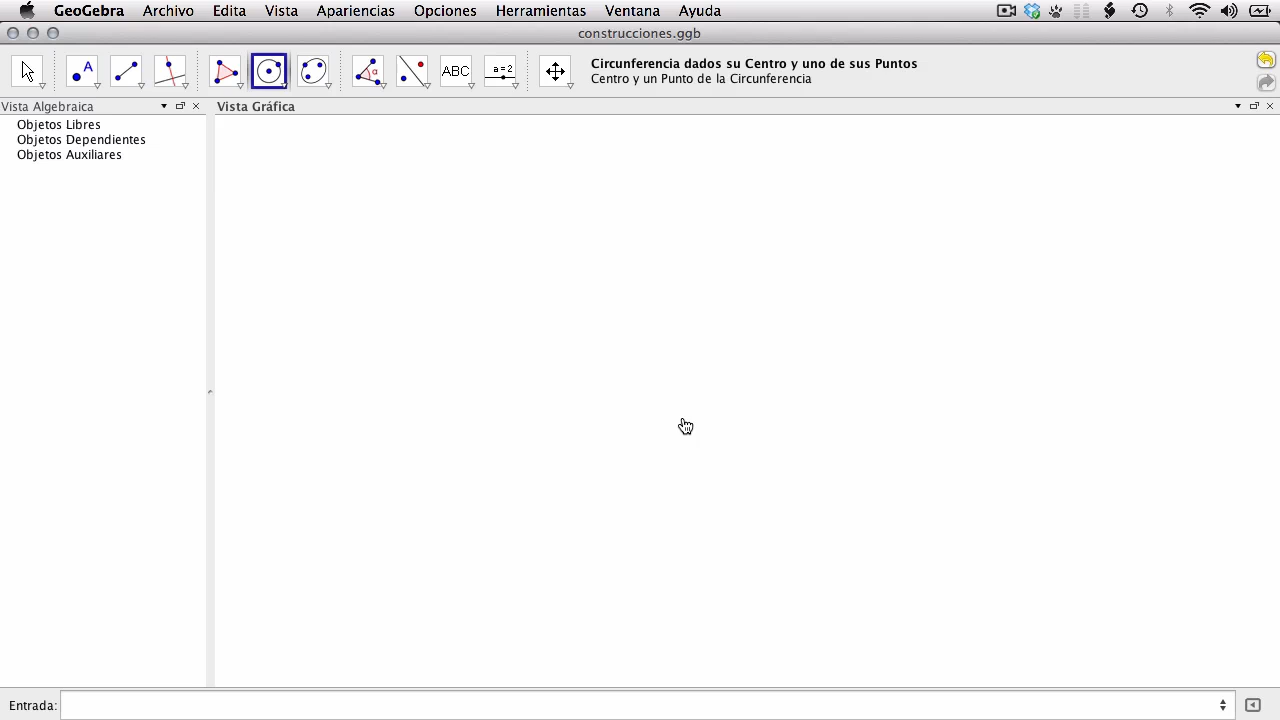 GeoGebra Archivo Edita Vista Apariencias Opciones Herramientas Ventana Ayuda
construcciones.ggb
A
α
ABC
a=2
Circunferencia dados su Centro y uno de sus Puntos
Centro y un Punto de la Circunferencia
Vista Algebraica
Vista Gráfica
Objetos Libres
Objetos Dependientes
Objetos Auxiliares
Entrada: